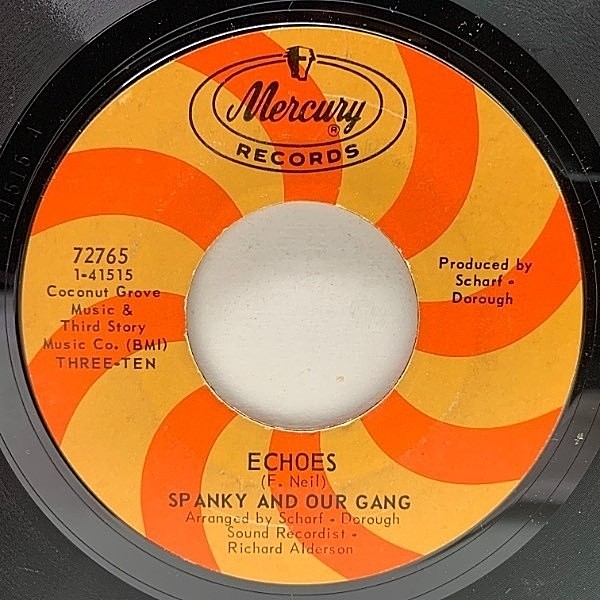 Mercury
®
RECORDS
72765
1-41515
Coconut Grove
Music &
Third Story
Music Co. (BMI)
THREE-TEN
Produced by
Scharf -
Dorough
ECHOES
(F. Neil)
SPANKY AND OUR GANG
Arranged by Scharf - Dorough
Sound Recordist -
Richard Alderson